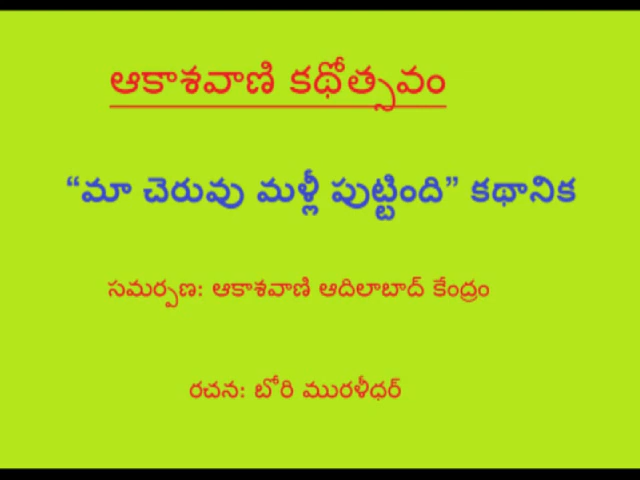 ఆకాశవాణి కథోత్సవం
“మా చెరువు మళ్లీ పుట్టింది” కథానిక
సమర్పణ: ఆకాశవాణి ఆదిలాబాద్ కేంద్రం
రచన: బోరి మురళీధర్